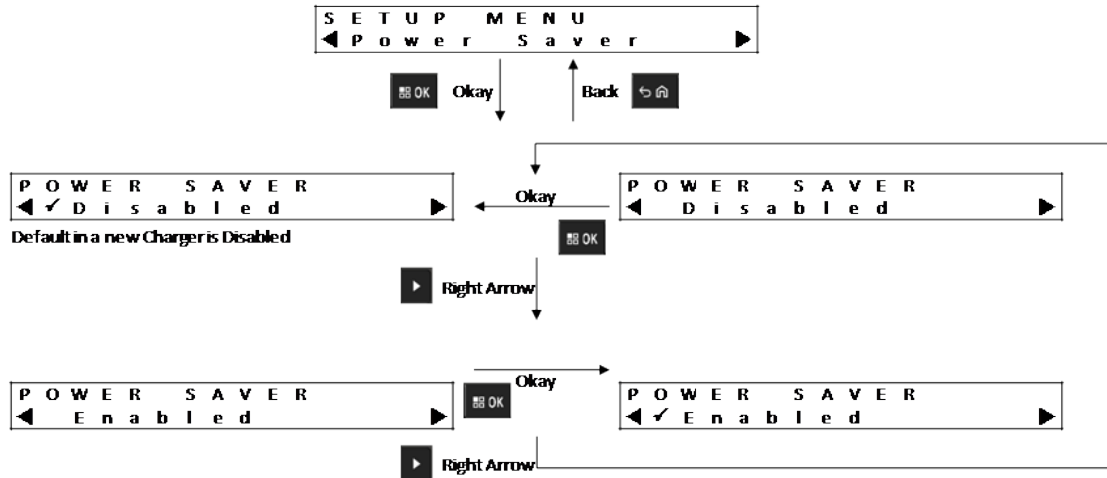 SETUP MENU
◀ Power Saver ▶
OK Okay
Back
POWER SAVER
◀ ✓ Disabled ▶
Default in a new Charger is Disabled
Okay
OK
POWER SAVER
◀ Disabled ▶
Right Arrow
POWER SAVER
◀ Enabled ▶
OK
Okay
POWER SAVER
◀ ✓ Enabled ▶
Right Arrow